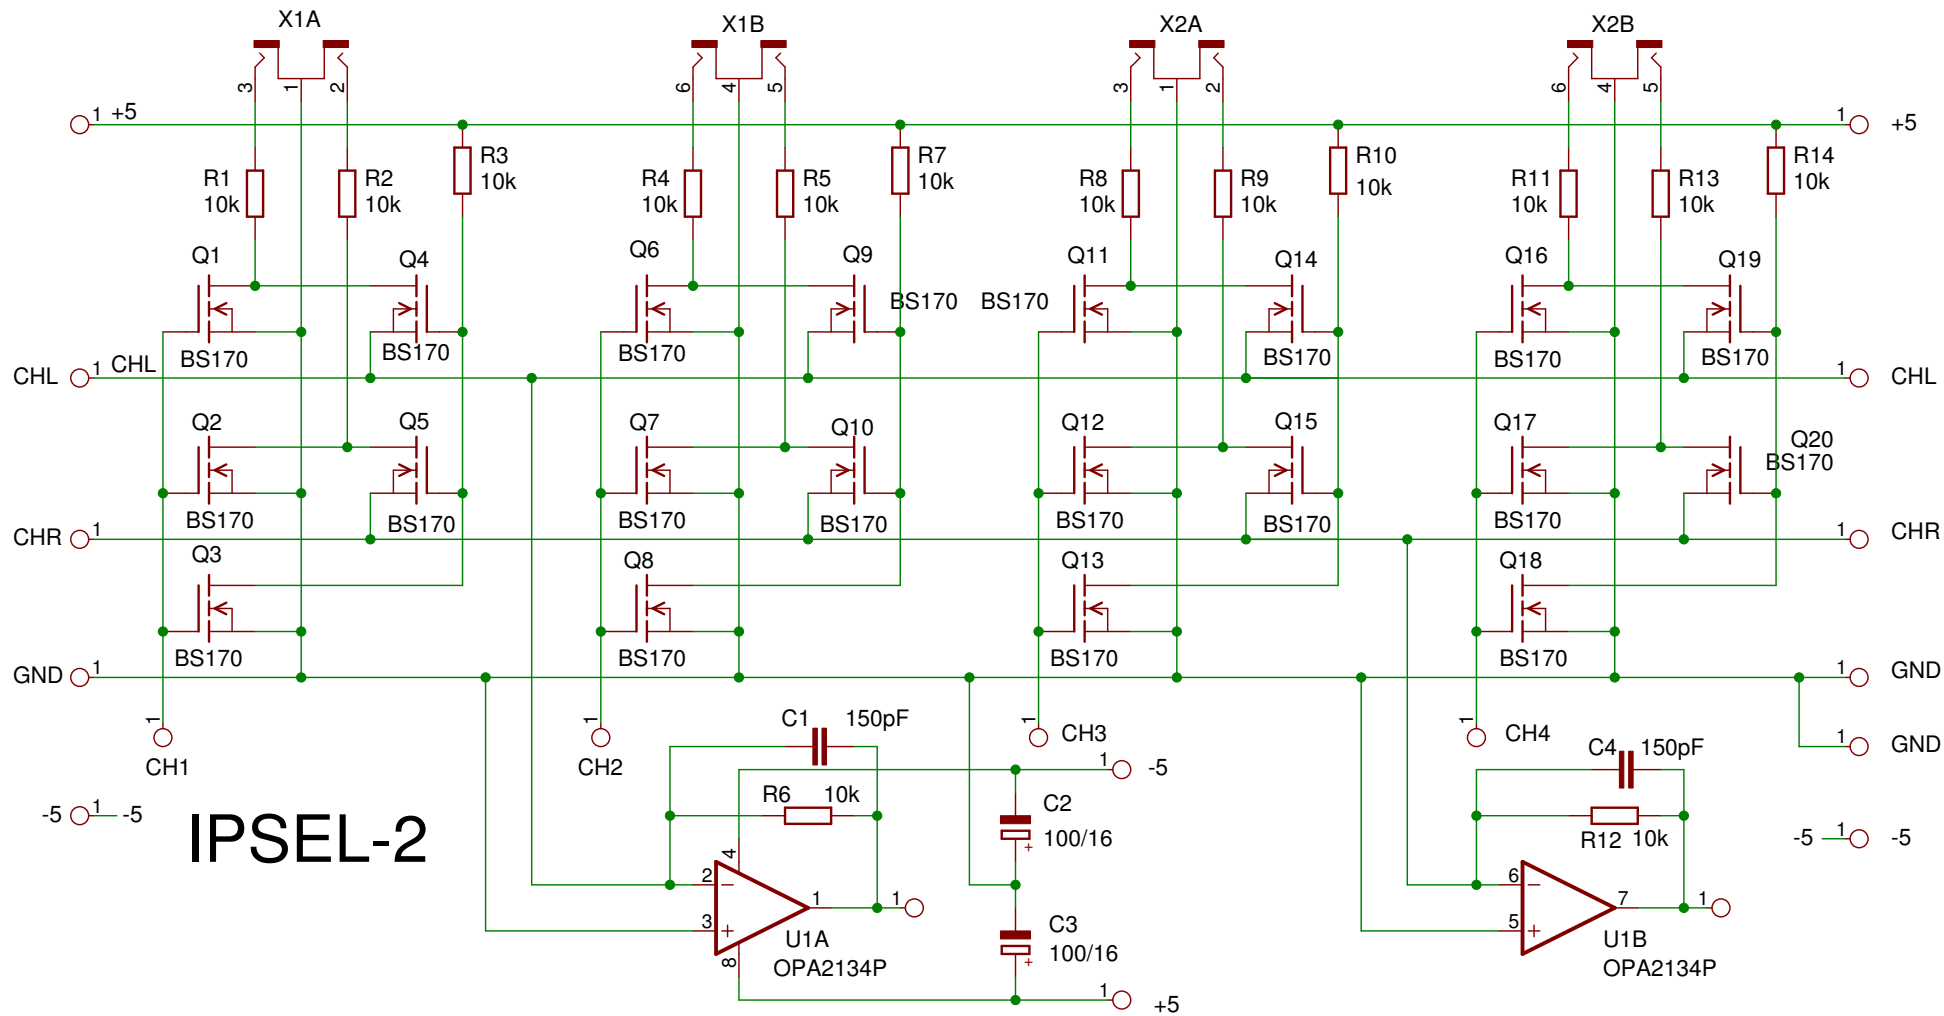 X1A X1B X2A X2B
3 1 2 6 4 5 3 1 2 6 4 5
1 +5 1 +5
R1 10k R2 10k R3 10k R4 10k R5 10k R7 10k R8 10k R9 10k R10 10k R11 10k R13 10k R14 10k
Q1 Q4 Q6 Q9 Q11 Q14 Q16 Q19
BS170 BS170
BS170 BS170 BS170 BS170 BS170 BS170 BS170
CHL 1 CHL 1 CHL
Q2 Q5 Q7 Q10 Q12 Q15 Q17 Q20
BS170
BS170 BS170 BS170 BS170 BS170 BS170 BS170
CHR 1 1 CHR
Q3 Q8 Q13 Q18
BS170 BS170 BS170 BS170
GND 1 1 GND
1 CH1 1 CH2 1 CH3 1 CH4
1 GND
C1 150pF
1 -5
C4 150pF
R6 10k
C2
100/16
+
R12 10k
-5 1 -5
1 -5
-5
IPSEL-2
4
2 −
3 +
1 1
8
U1A
OPA2134P
C3
100/16
+
1 +5
6 −
5 +
7 1
U1B
OPA2134P